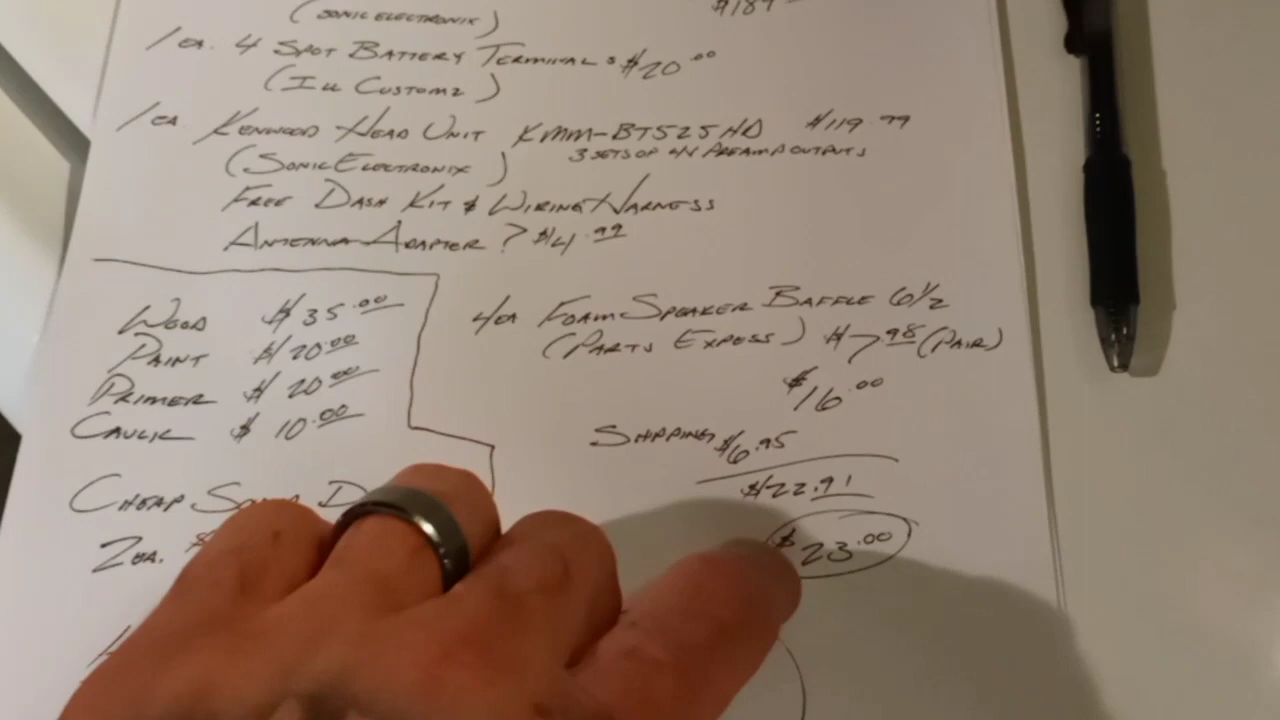 (SONIC ELECTRONIX) $189
1 EA. 4 SPOT BATTERY TERMINALS $20.00
(ILL CUSTOMZ)
1 EA. KENWOOD HEAD UNIT KMM-BT525HD $119.99
(SONIC ELECTRONIX) 3 SETS OF 4V PREAMP OUTPUTS
FREE DASH KIT & WIRING HARNESS
ANTENNA ADAPTER? $4.99
WOOD $35.00
PAINT $20.00
PRIMER $20.00
CAULK $10.00
CHEAP
2 EA. $
4 EA FOAM SPEAKER BAFFLE 6 1/2
(PARTS EXPESS) $7.98 (PAIR)
$16.00
SHIPPING $6.95
$22.91
$23.00